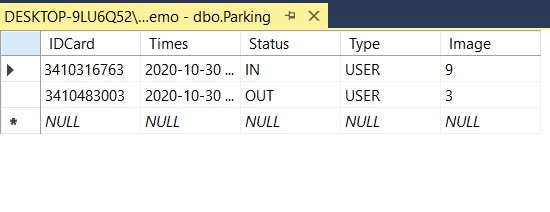 DESKTOP-9LU6Q52\...emo - dbo.Parking
IDCard Times Status Type Image
3410316763 2020-10-30 ... IN USER 9
3410483003 2020-10-30 ... OUT USER 3
* NULL NULL NULL NULL NULL